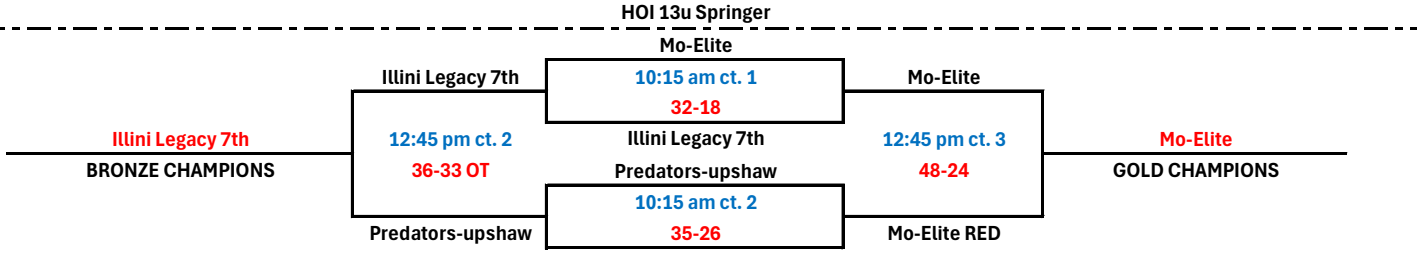 HOI 13u Springer
Mo-Elite
Illini Legacy 7th
10:15 am ct. 1
Mo-Elite
32-18
Illini Legacy 7th
12:45 pm ct. 2
Illini Legacy 7th
12:45 pm ct. 3
Mo-Elite
BRONZE CHAMPIONS
36-33 OT
Predators-upshaw
48-24
GOLD CHAMPIONS
10:15 am ct. 2
Predators-upshaw
35-26
Mo-Elite RED